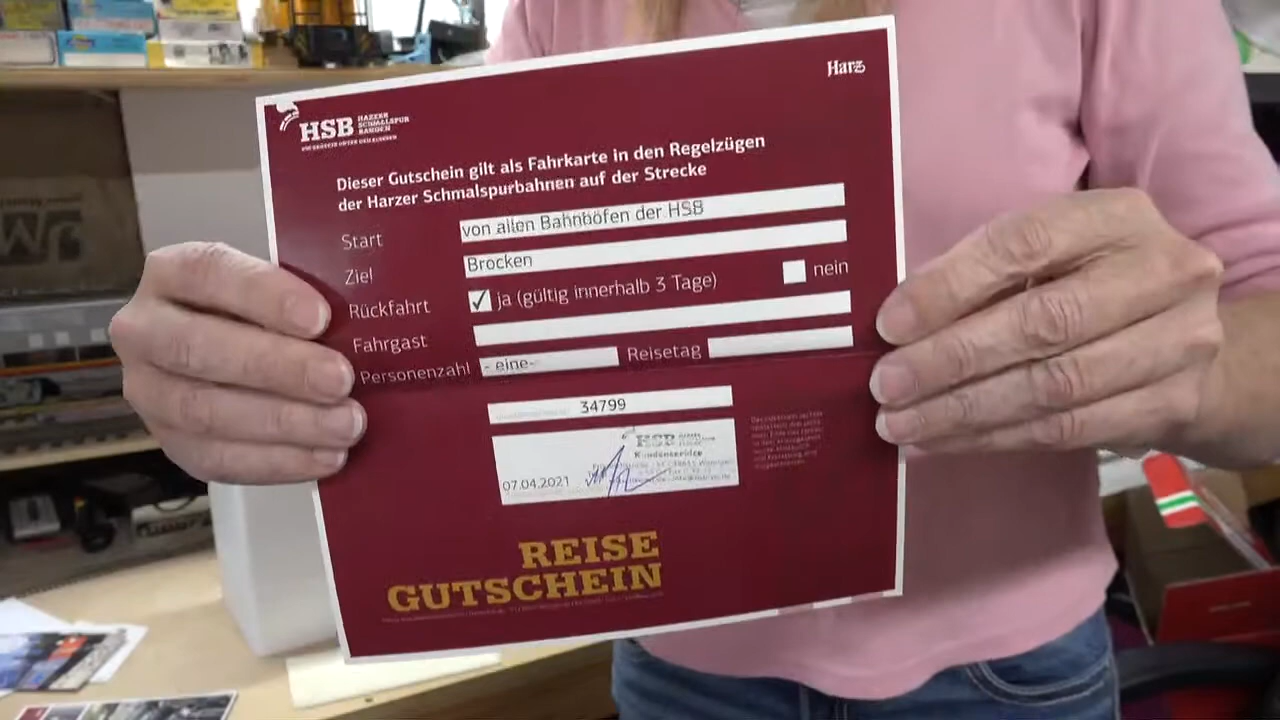 Harz
HSB HARZER
SCHMALSPUR
BAHNEN
Dieser Gutschein gilt als Fahrkarte in den Regelzügen
der Harzer Schmalspurbahnen auf der Strecke
Start von allen Bahnhöfen der HSB
Ziel Brocken
Rückfahrt ja (gültig innerhalb 3 Tage) nein
Fahrgast
Personenzahl - eine- Reisetag
34799
HSB
Kundenservice
07.04.2021
REISE
GUTSCHEIN